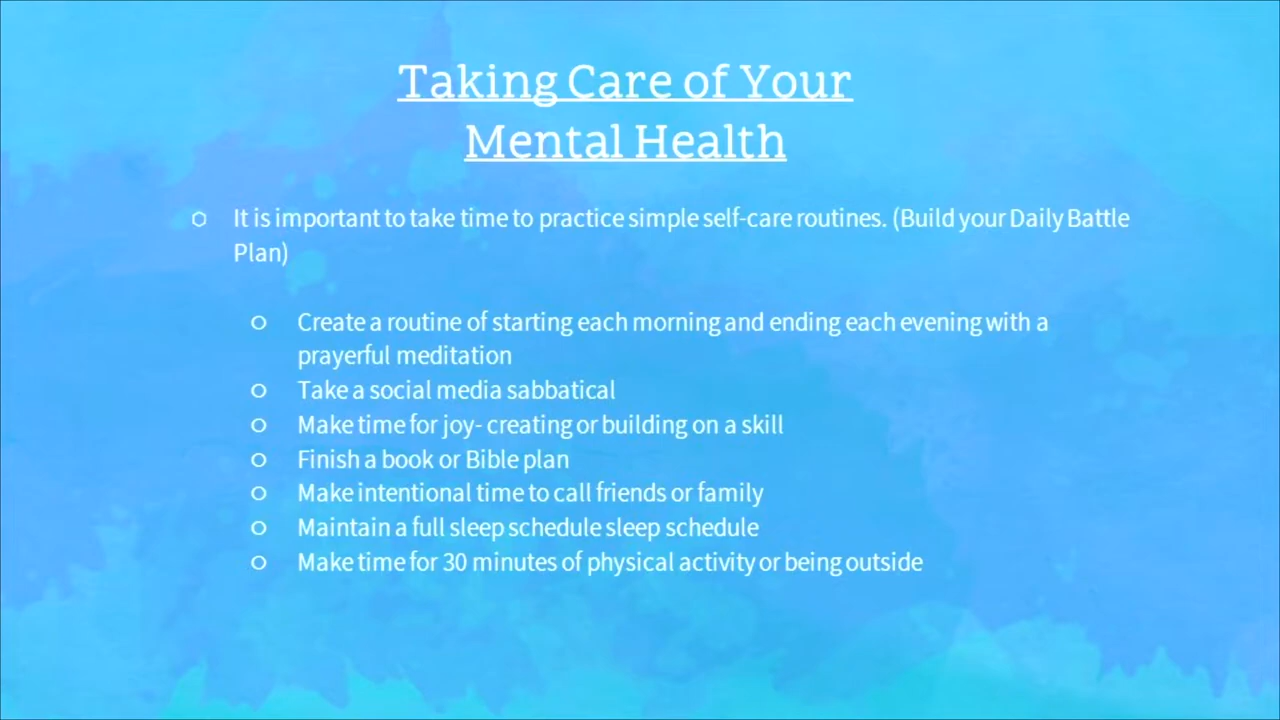 Taking Care of Your
Mental Health
It is important to take time to practice simple self-care routines. (Build your Daily Battle
Plan)
Create a routine of starting each morning and ending each evening with a
prayerful meditation
Take a social media sabbatical
Make time for joy- creating or building on a skill
Finish a book or Bible plan
Make intentional time to call friends or family
Maintain a full sleep schedule sleep schedule
Make time for 30 minutes of physical activity or being outside